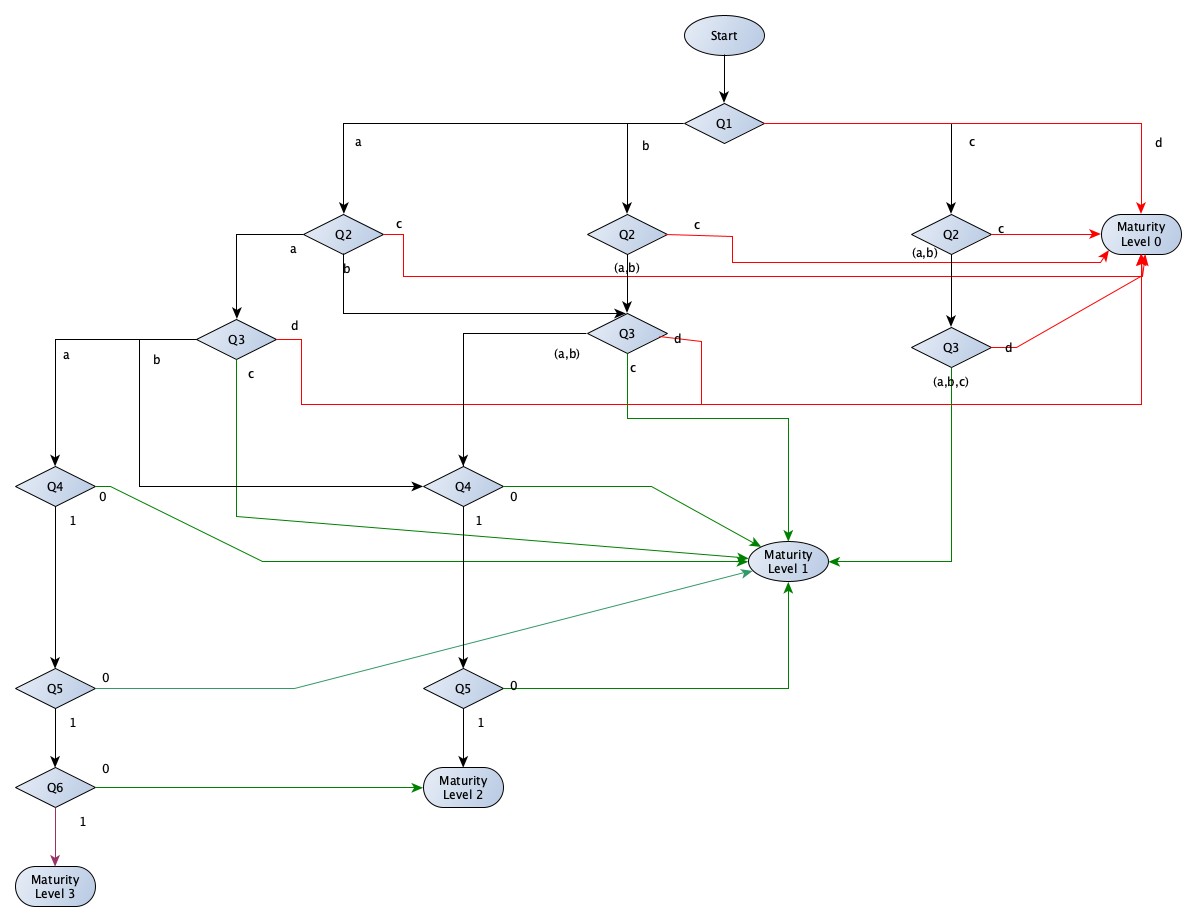 Start
Q1
a
b
c
d
Q2
c
a
b
Q2
c
(a,b)
Q2
c
(a,b)
Maturity
Level 0
Q3
d
a
b
c
Q3
d
(a,b)
c
Q3
d
(a,b,c)
Q4
0
1
Q4
0
1
Maturity
Level 1
Q5
0
1
Q5
0
1
Q6
0
1
Maturity
Level 2
Maturity
Level 3